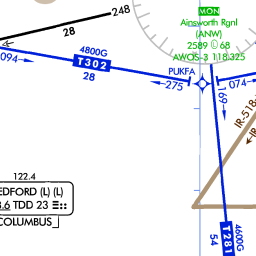 MON
Ainsworth Rgnl
(ANW)
2589 Ⓛ 68
AWOS-3 118.325
248
28
4800G
T302
28
094
PUKFA
275
074
169
IR-518
122.4
EDFORD (L) (L)
8.6 TDD 23
COLUMBUS
T281
4600G
54